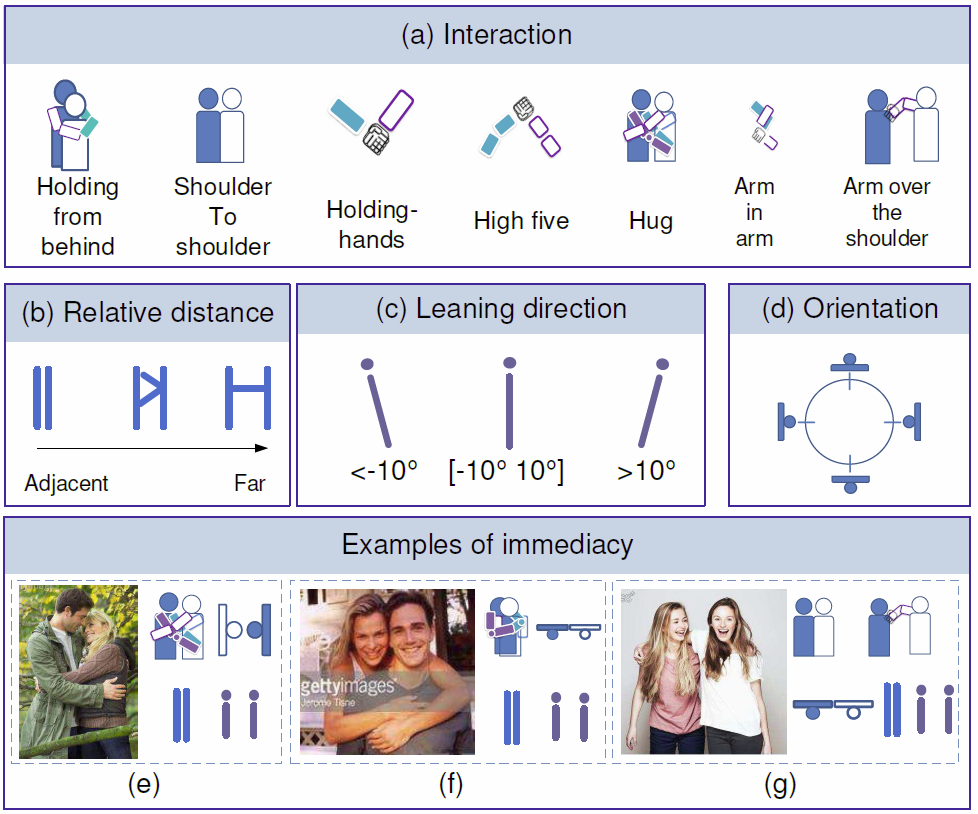 (a) Interaction
Holding
from
behind
Shoulder
To
shoulder
Holding-
hands
High five
Hug
Arm
in
arm
Arm over
the
shoulder
(b) Relative distance
Adjacent
Far
(c) Leaning direction
<-10°
[-10° 10°]
>10°
(d) Orientation
Examples of immediacy
gettyimages®
Jerome Tisne
(e)
(f)
(g)